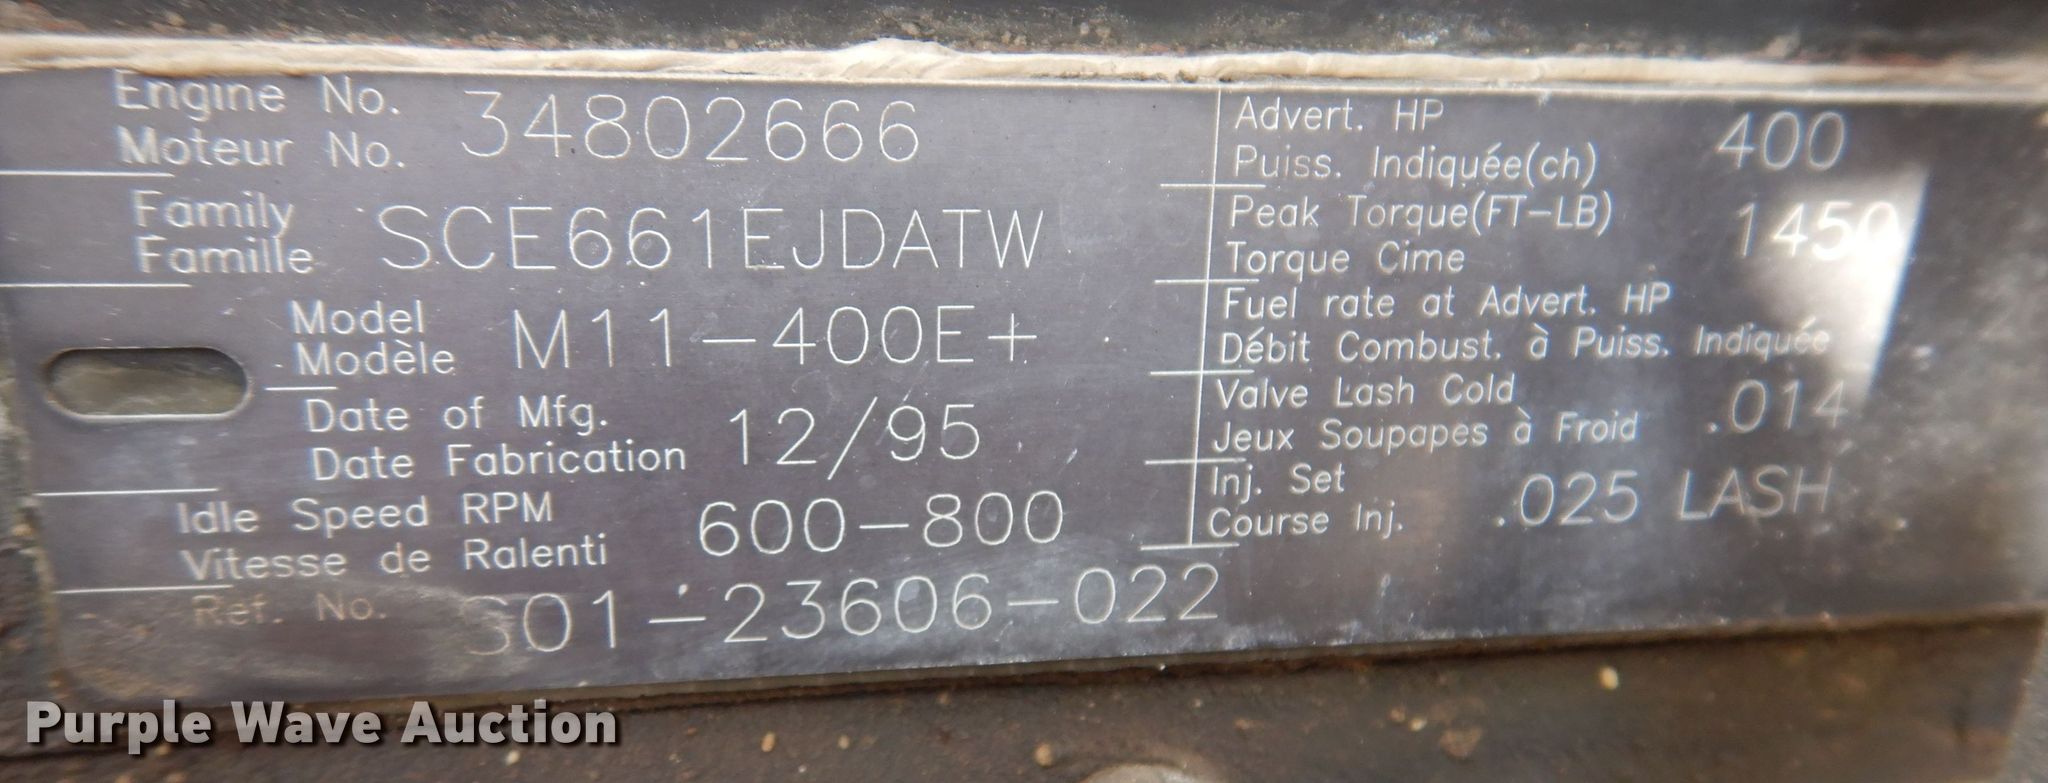 Engine No.
Moteur No.
34802666
Family
Famille
SCE661EJDATW
Model
Modèle
M11-400E+
Date of Mfg.
Date Fabrication
12/95
Idle Speed RPM
Vitesse de Ralenti
600-800
Ref. No.
SO1-23606-022
Advert. HP
Puiss. Indiquée(ch)
400
Peak Torque(FT-LB)
Torque Cime
1450
Fuel rate at Advert. HP
Débit Combust. à Puiss. Indiquée
Valve Lash Cold
Jeux Soupapes à Froid
.014
Inj. Set
Course Inj.
.025 LASH
Purple Wave Auction